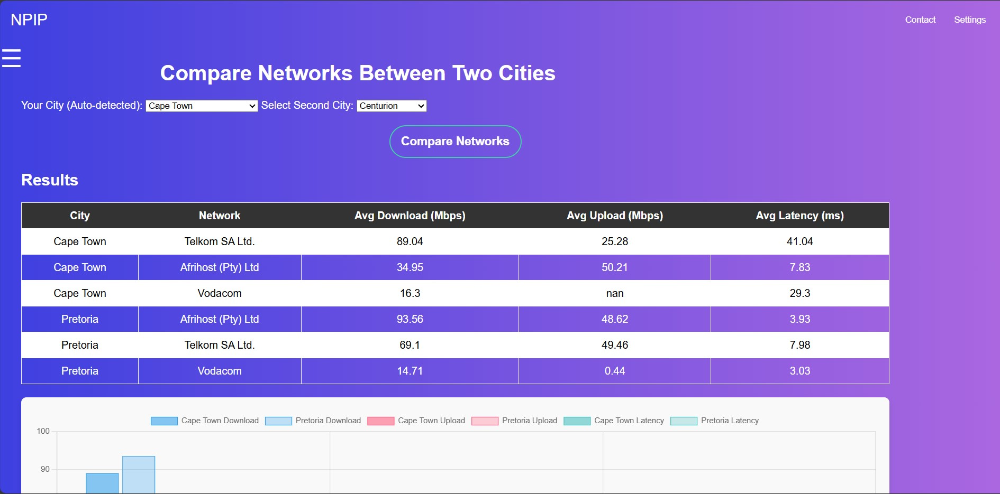 NPIP
Contact Settings
Compare Networks Between Two Cities
Your City (Auto-detected): Cape Town Select Second City: Centurion
Compare Networks
Results
City Network Avg Download (Mbps) Avg Upload (Mbps) Avg Latency (ms)
Cape Town Telkom SA Ltd. 89.04 25.28 41.04
Cape Town Afrihost (Pty) Ltd 34.95 50.21 7.83
Cape Town Vodacom 16.3 nan 29.3
Pretoria Afrihost (Pty) Ltd 93.56 48.62 3.93
Pretoria Telkom SA Ltd. 69.1 49.46 7.98
Pretoria Vodacom 14.71 0.44 3.03
Cape Town Download Pretoria Download Cape Town Upload Pretoria Upload Cape Town Latency Pretoria Latency
100
90